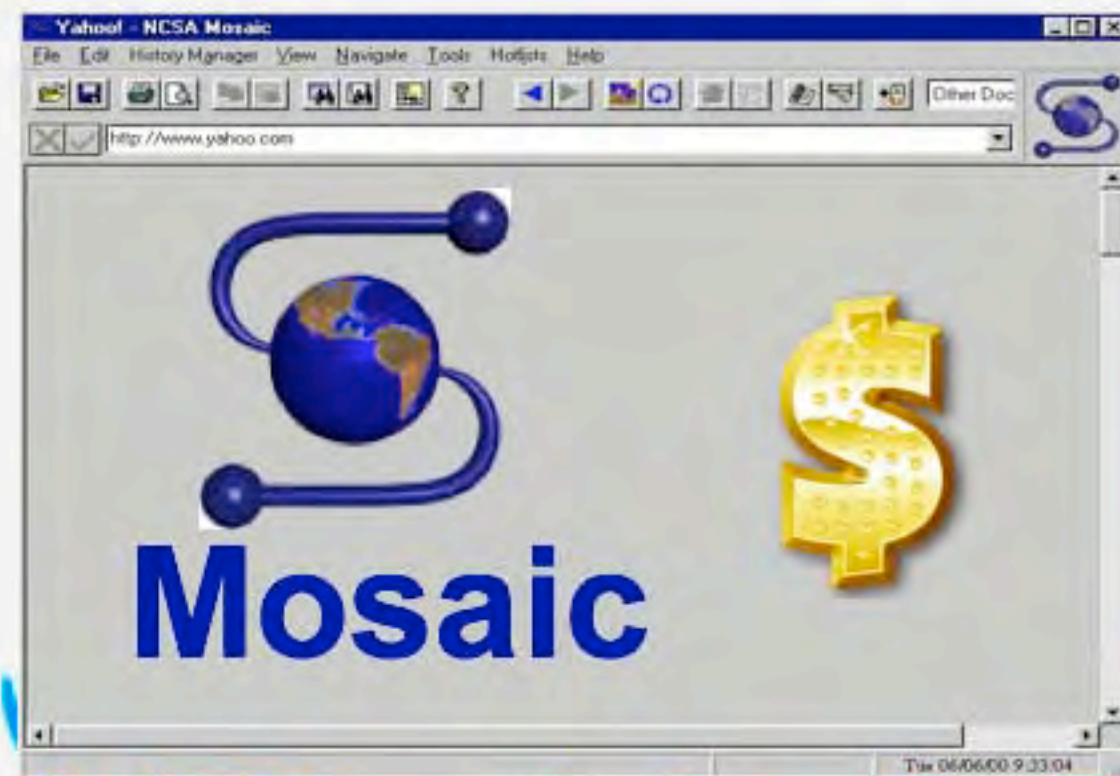 Yahoo! - NCSA Mosaic
File Edit History Manager View Navigate Tools Hotlists Help
Other Doc
http://www.yahoo.com
Mosaic
Tue 06/06/00 9:33:04